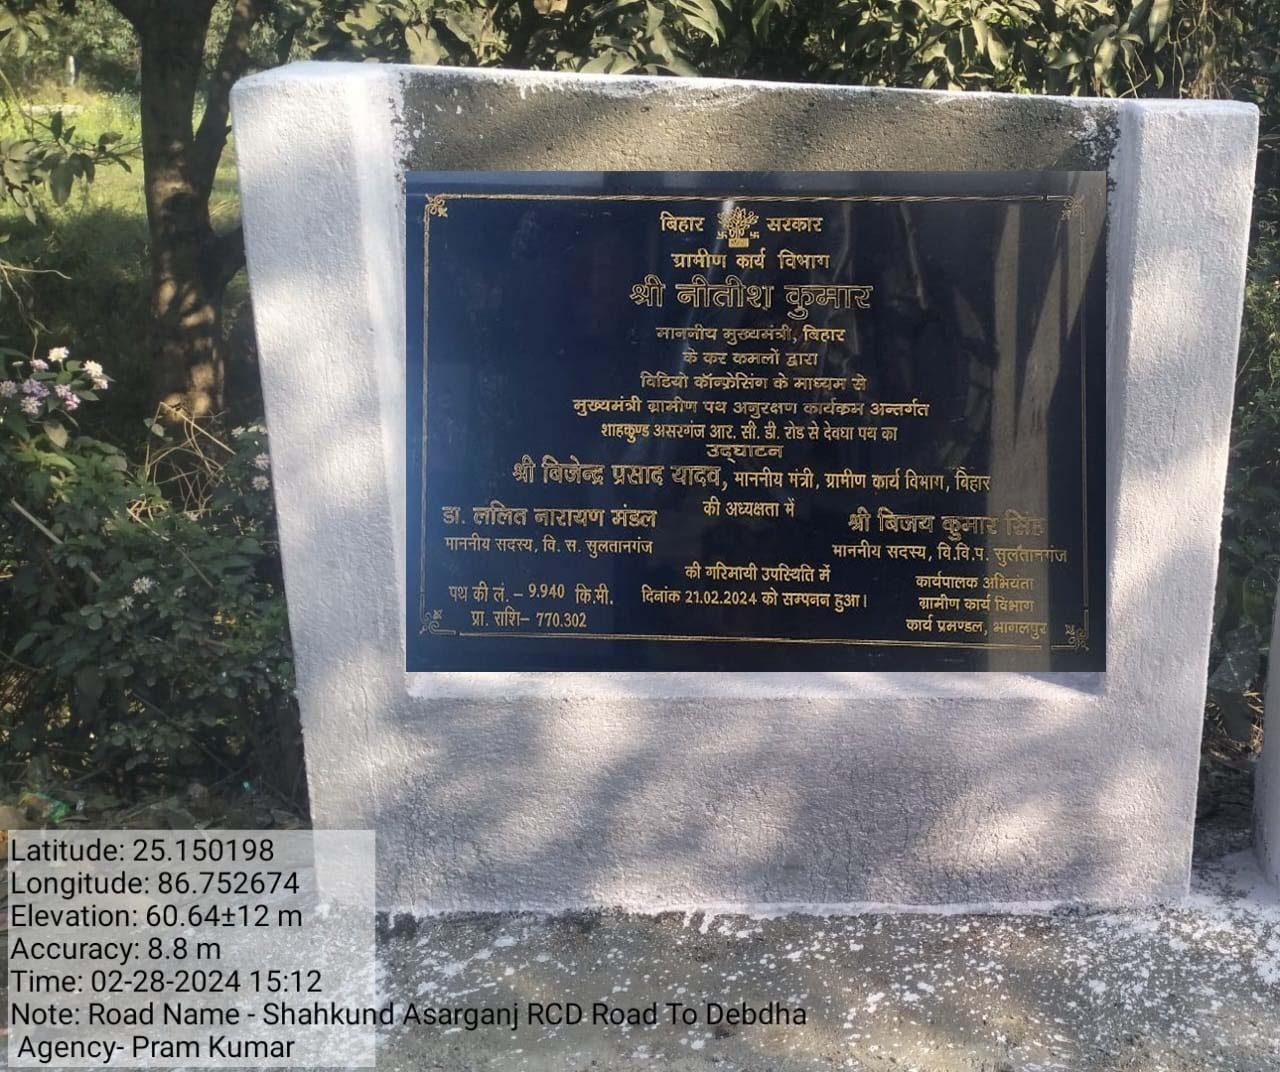 बिहार सरकार
ग्रामीण कार्य विभाग
श्री नीतीश कुमार
माननीय मुख्यमंत्री, बिहार
के कर कमलों द्वारा
विडियो कॉन्फ्रेसिंग के माध्यम से
मुख्यमंत्री ग्रामीण पथ अनुरक्षण कार्यक्रम अन्तर्गत
शाहकुण्ड असरगंज आर. सी. डी. रोड से देवधा पथ का
उद्घाटन
श्री बिजेन्द्र प्रसाद यादव, माननीय मंत्री, ग्रामीण कार्य विभाग, बिहार
की अध्यक्षता में
डा. ललित नारायण मंडल
माननीय सदस्य, वि. स. सुलतानगंज
श्री बिजय कुमार सिंह
माननीय सदस्य, वि.वि.प. सुलतानगंज
की गरिमायी उपस्थिति में
पथ की लं. – 9.940 कि.मी.
प्रा. राशि– 770.302
दिनांक 21.02.2024 को सम्पनन हुआ।
कार्यपालक अभियंता
ग्रामीण कार्य विभाग
कार्य प्रमण्डल, भागलपुर
Latitude: 25.150198
Longitude: 86.752674
Elevation: 60.64±12 m
Accuracy: 8.8 m
Time: 02-28-2024 15:12
Note: Road Name - Shahkund Asarganj RCD Road To Debdha
Agency- Pram Kumar